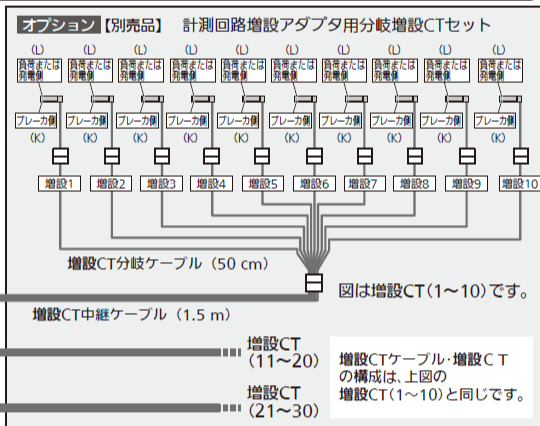 オプション 【別売品】 計測回路増設アダプタ用分岐増設CTセット
(L) (L) (L) (L) (L) (L) (L) (L) (L) (L)
負荷または 負荷または 負荷または 負荷または 負荷または 負荷または 負荷または 負荷または 負荷または 負荷または
発電側 発電側 発電側 発電側 発電側 発電側 発電側 発電側 発電側 発電側
ブレーカ側 ブレーカ側 ブレーカ側 ブレーカ側 ブレーカ側 ブレーカ側 ブレーカ側 ブレーカ側 ブレーカ側 ブレーカ側
(K) (K) (K) (K) (K) (K) (K) (K) (K) (K)
増設1 増設2 増設3 増設4 増設5 増設6 増設7 増設8 増設9 増設10
増設CT分岐ケーブル（50 cm）
図は増設CT(1〜10)です。
増設CT中継ケーブル（1.5 m）
増設CT
(11〜20)
増設CT
(21〜30)
増設CTケーブル・増設ＣＴ
の構成は、上図の
増設CT(1〜10)と同じです。